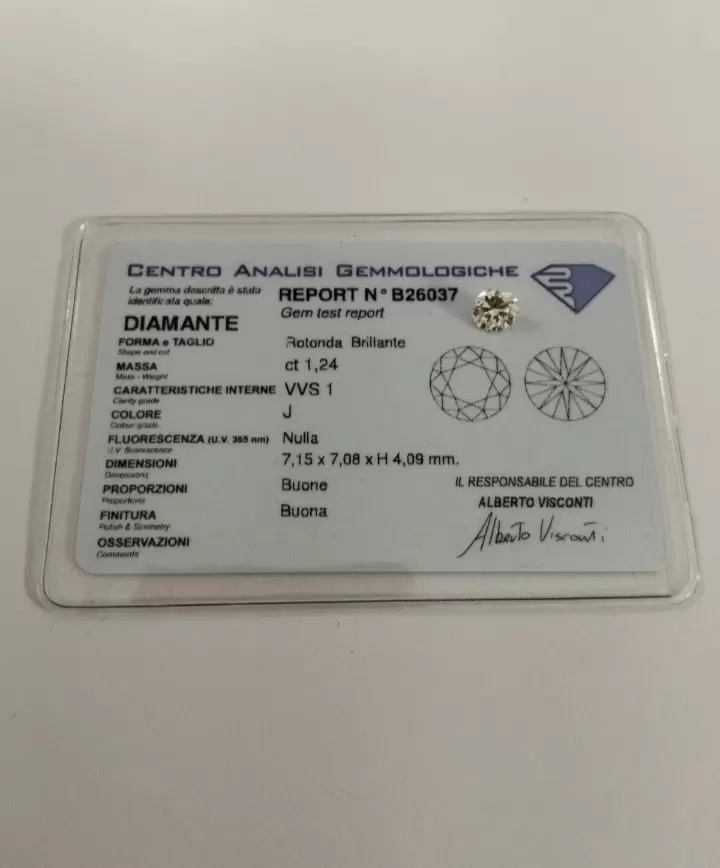 CENTRO ANALISI GEMMOLOGICHE
La gemma descritta è stata
identificata quale:
REPORT N° B26037
Gem test report
DIAMANTE
FORMA e TAGLIO Rotonda Brillante
Shape and cut
MASSA ct 1,24
Mass - Weight
CARATTERISTICHE INTERNE VVS 1
Clarity grade
COLORE J
Colour grade
FLUORESCENZA (U.V. 365 nm) Nulla
U.V. fluorescence
DIMENSIONI 7,15 x 7,08 x H 4,09 mm.
Dimensions
PROPORZIONI Buone
Proportions
FINITURA Buona
Polish & Simmetry
OSSERVAZIONI
Comments
IL RESPONSABILE DEL CENTRO
ALBERTO VISCONTI
Alberto Visconti